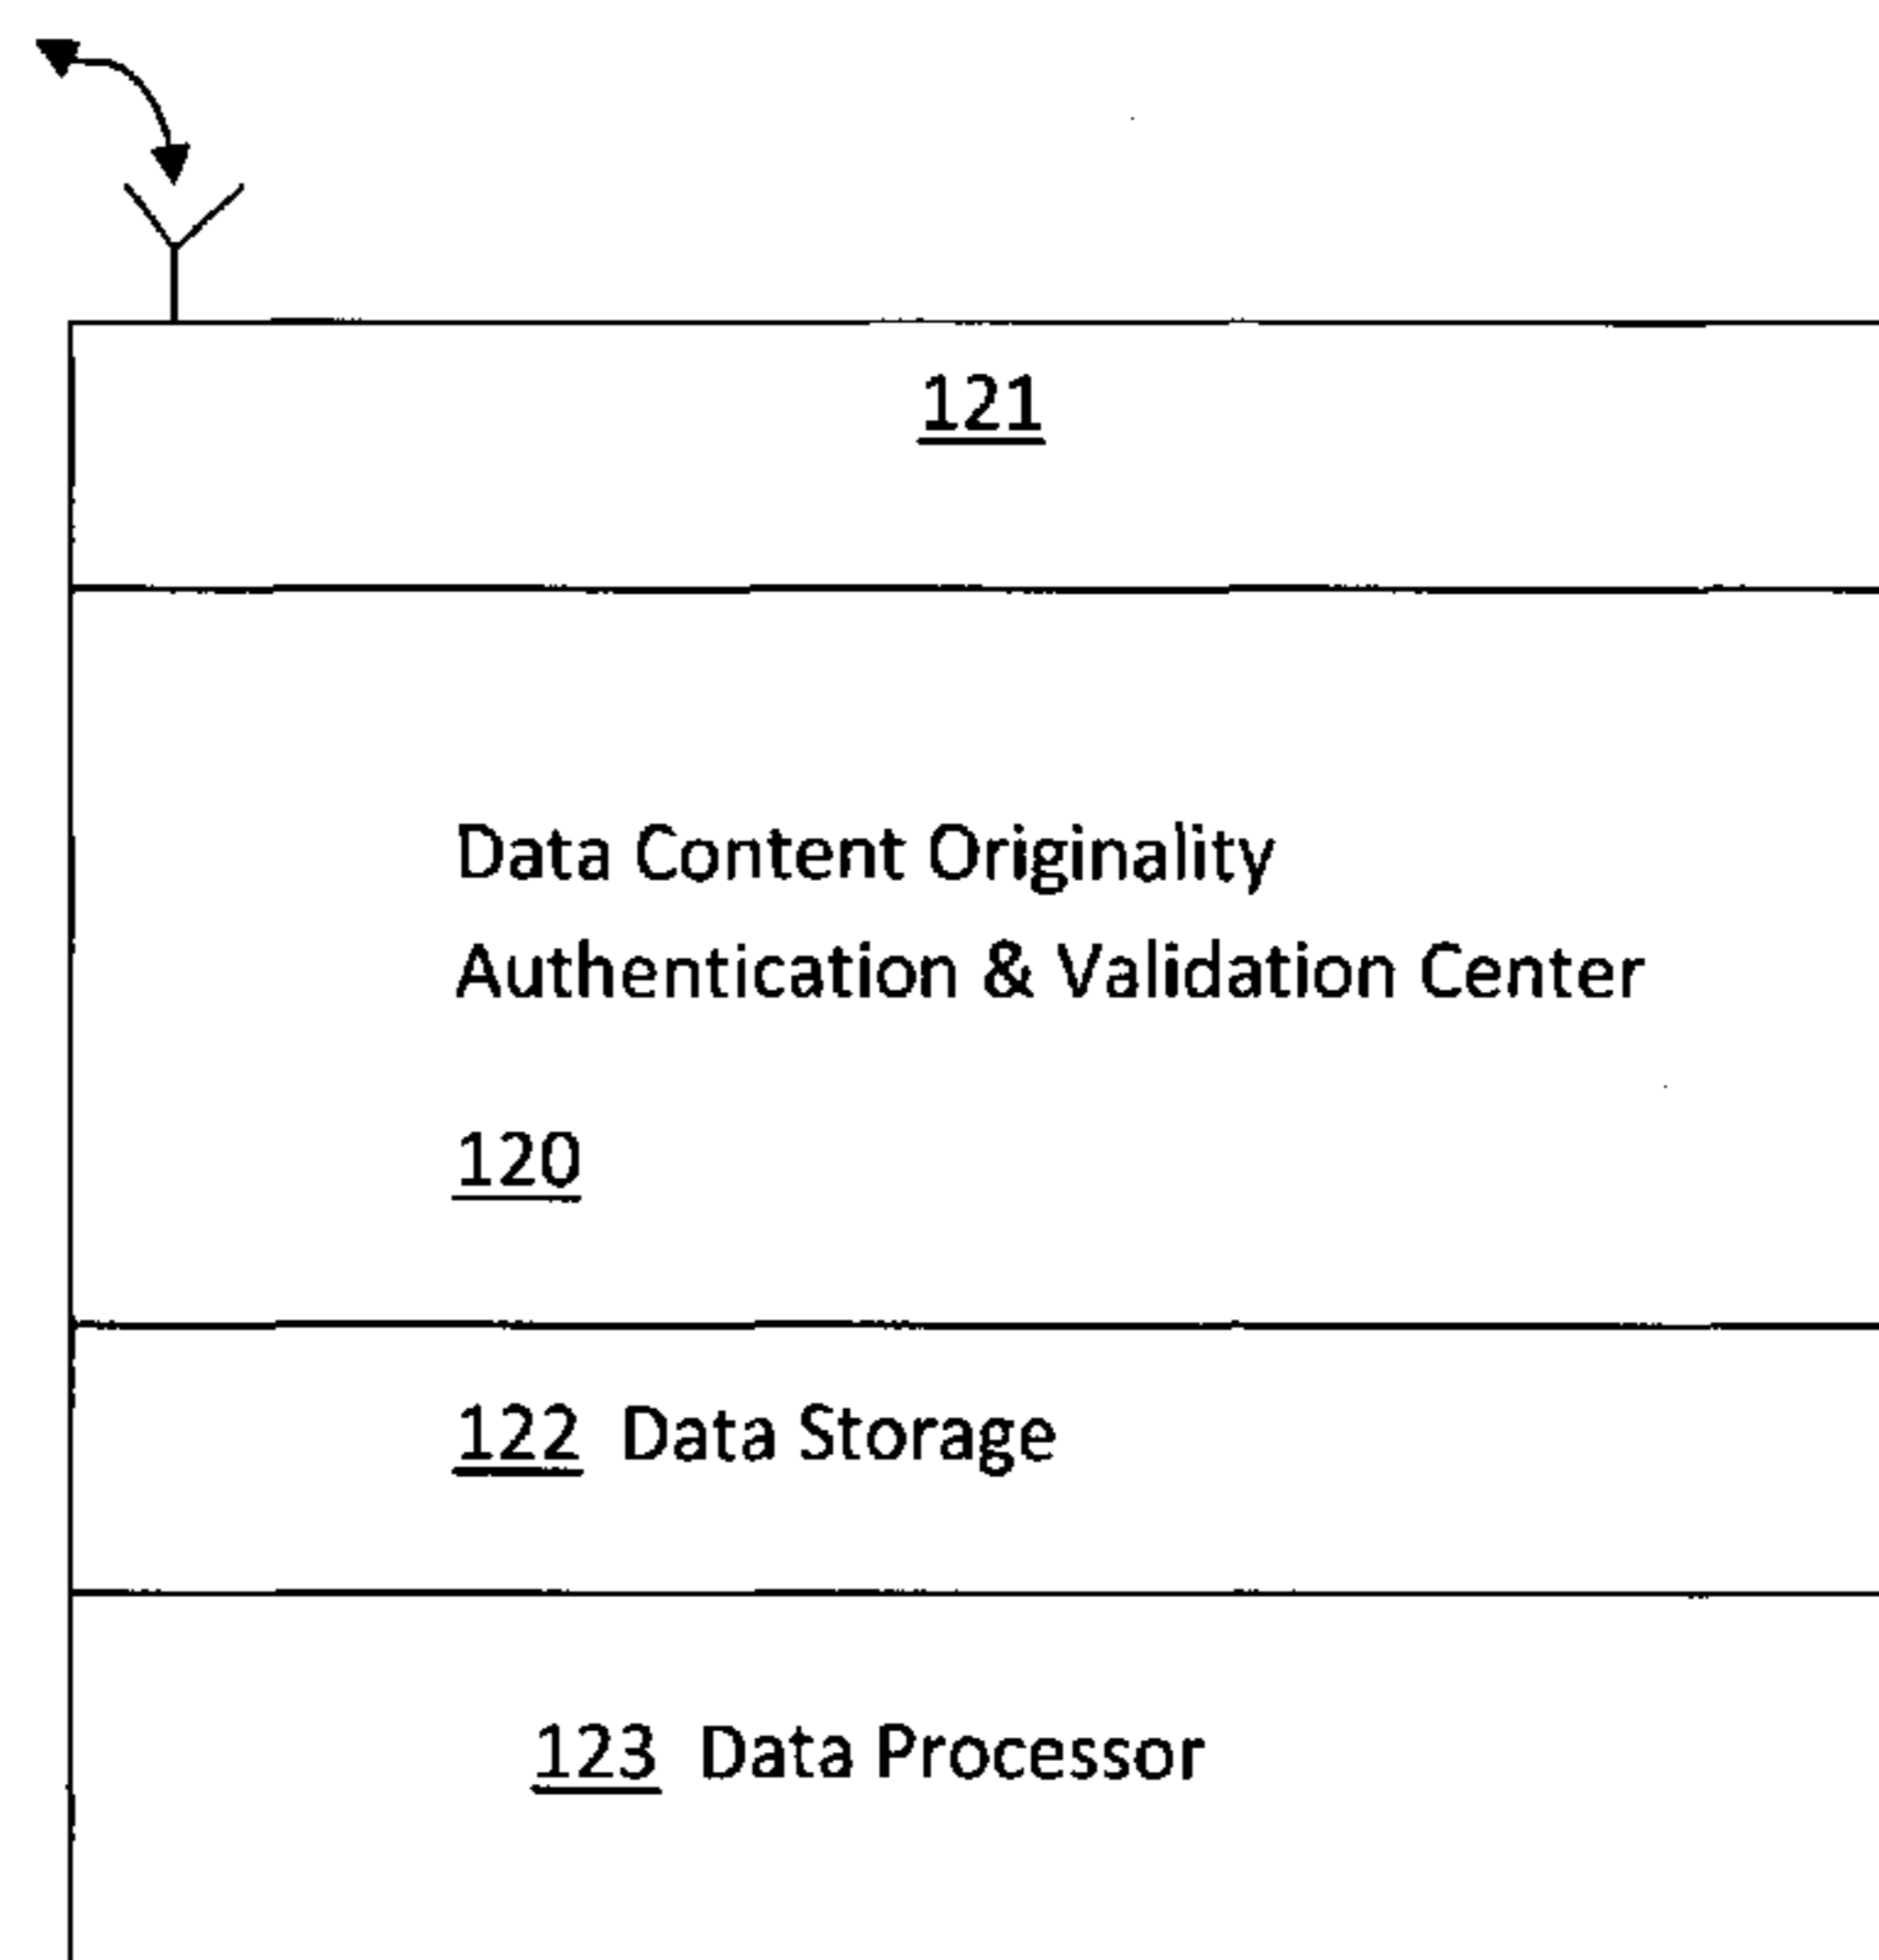 121
Data Content Originality
Authentication & Validation Center
120
122 Data Storage
123 Data Processor